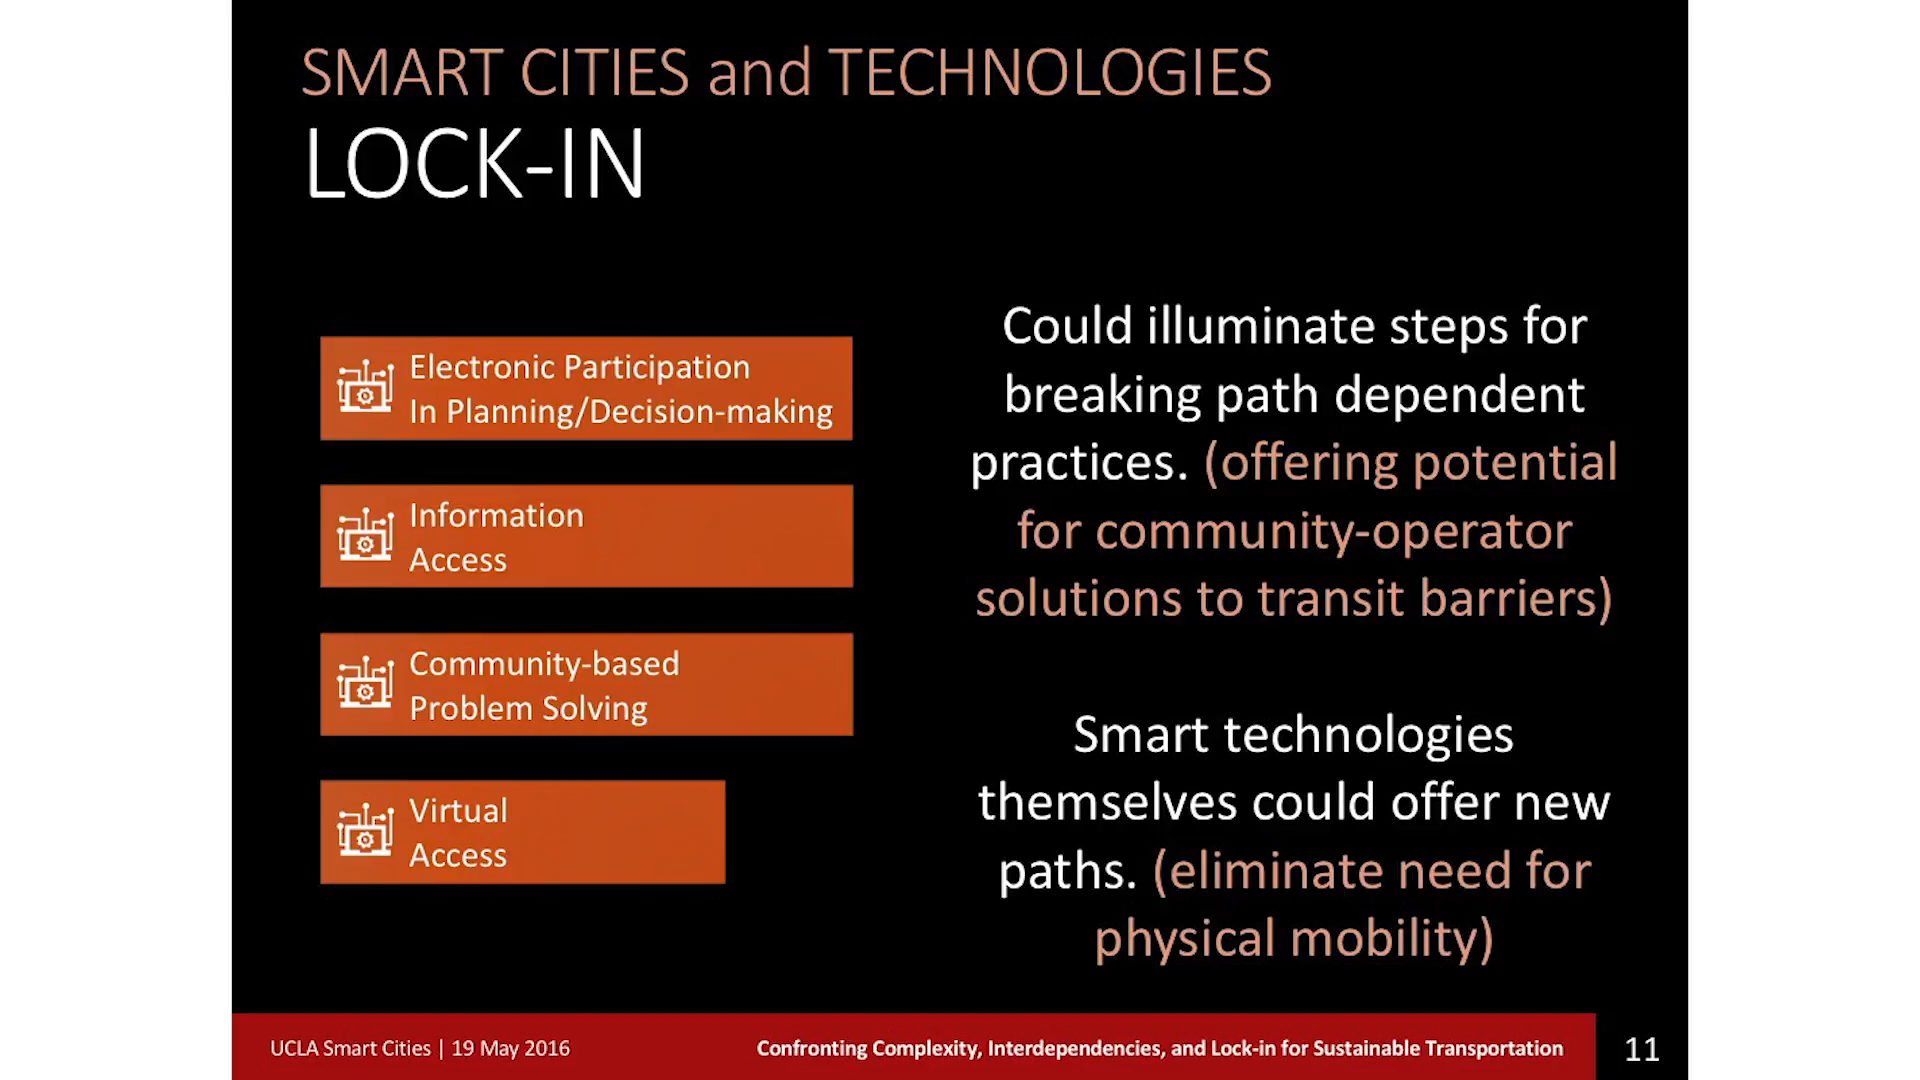 SMART CITIES and TECHNOLOGIES
LOCK-IN
Electronic Participation
In Planning/Decision-making
Information
Access
Community-based
Problem Solving
Virtual
Access
Could illuminate steps for
breaking path dependent
practices. (offering potential
for community-operator
solutions to transit barriers)
Smart technologies
themselves could offer new
paths. (eliminate need for
physical mobility)
UCLA Smart Cities | 19 May 2016
Confronting Complexity, Interdependencies, and Lock-in for Sustainable Transportation
11